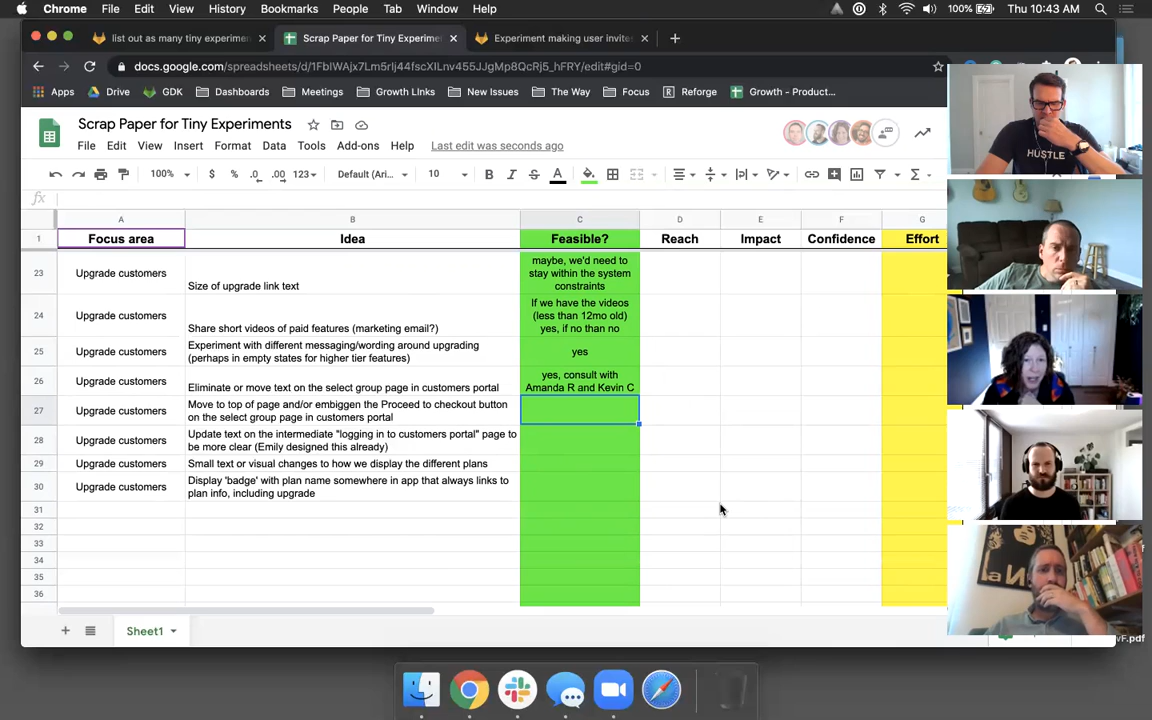 Chrome File Edit View History Bookmarks People Tab Window Help 100% Thu 10:43 AM
list out as many tiny experimen
Scrap Paper for Tiny Experime
Experiment making user invite
docs.google.com/spreadsheets/d/
/edit#gid=0
Apps Drive GDK Dashboards Meetings Growth LInks New Issues The Way Focus Reforge Growth - Product...
Scrap Paper for Tiny Experiments
File Edit View Insert Format Data Tools Add-ons Help Last edit was seconds ago
100% $ % .0 .00 123 Default (Ari... 10 B I S A
fx
A B C D E F G
1 Focus area Idea Feasible? Reach Impact Confidence Effort
23 Upgrade customers Size of upgrade link text
maybe, we'd need to
stay within the system
constraints
24 Upgrade customers Share short videos of paid features (marketing email?)
If we have the videos
(less than 12mo old)
yes, if no than no
25 Upgrade customers
Experiment with different messaging/wording around upgrading
(perhaps in empty states for higher tier features)
yes
26 Upgrade customers Eliminate or move text on the select group page in customers portal
yes, consult with
Amanda R and Kevin C
27 Upgrade customers
Move to top of page and/or embiggen the Proceed to checkout button
on the select group page in customers portal
28 Upgrade customers
Update text on the intermediate "logging in to customers portal" page to
be more clear (Emily designed this already)
29 Upgrade customers Small text or visual changes to how we display the different plans
30 Upgrade customers
Display 'badge' with plan name somewhere in app that always links to
plan info, including upgrade
31
32
33
34
35
36
Sheet1
HUSTLE
vF.pdf